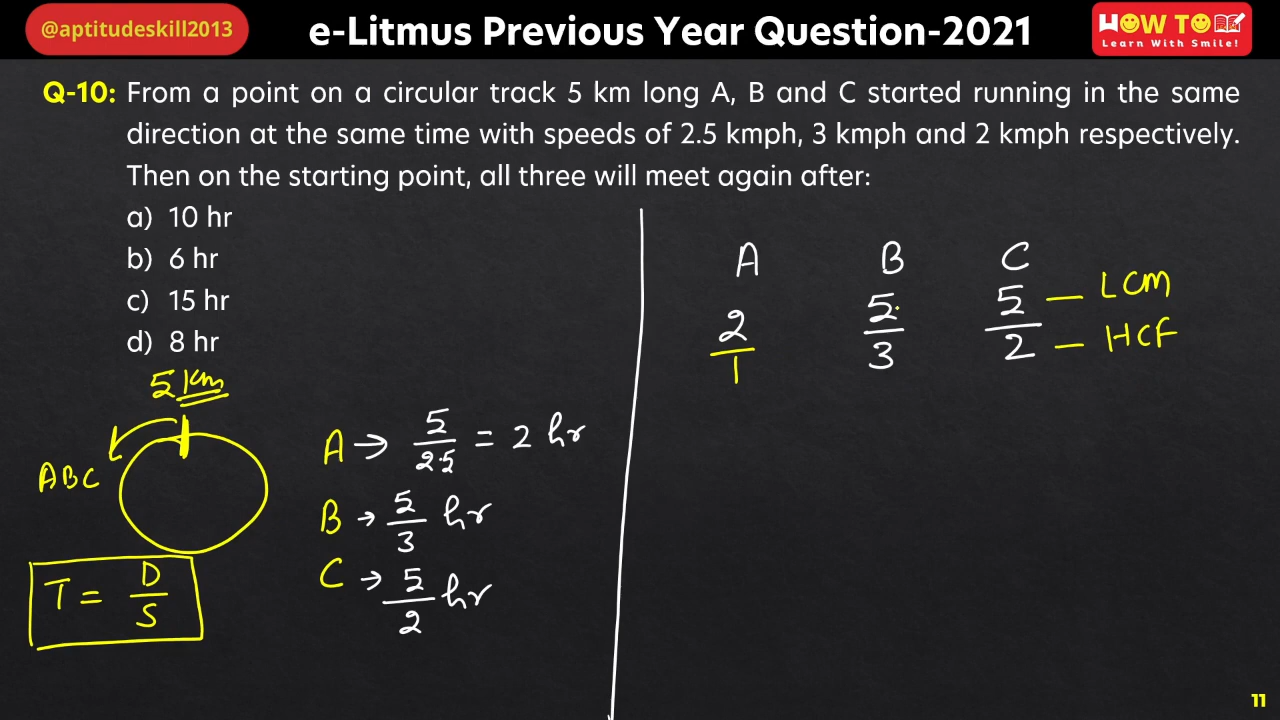 @aptitudeskill2013
e-Litmus Previous Year Question-2021
HOW TO
Learn With Smile!
Q-10: From a point on a circular track 5 km long A, B and C started running in the same
direction at the same time with speeds of 2.5 kmph, 3 kmph and 2 kmph respectively.
Then on the starting point, all three will meet again after:
a) 10 hr
b) 6 hr
c) 15 hr
d) 8 hr
5 km
ABC
T = D/S
A → 5/2.5 = 2 hr
B → 5/3 hr
C → 5/2 hr
A B C
2/1 5/3 5/2 — LCM
— HCF
11